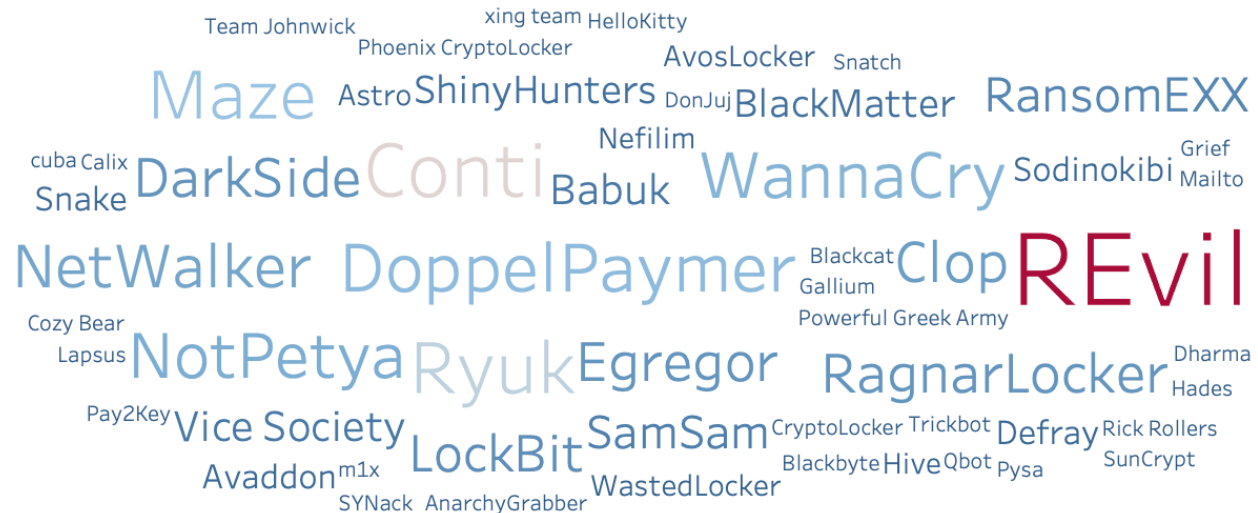 Team Johnwick
xing team
HelloKitty
Phoenix CryptoLocker
AvosLocker
Snatch
Maze
Astro
ShinyHunters
DonJuj
BlackMatter
RansomEXX
Nefilim
cuba
Calix
DarkSide
Conti
Babuk
WannaCry
Sodinokibi
Grief
Mailto
Snake
NetWalker
DoppelPaymer
Blackcat
Gallium
Clop
REvil
Powerful Greek Army
Cozy Bear
Lapsus
NotPetya
Ryuk
Egregor
RagnarLocker
Dharma
Hades
Pay2Key
Vice Society
LockBit
SamSam
CryptoLocker
Trickbot
Defray
Rick Rollers
Avaddon
m1x
Blackbyte
Hive
Qbot
Pysa
SunCrypt
WastedLocker
SYNack
AnarchyGrabber